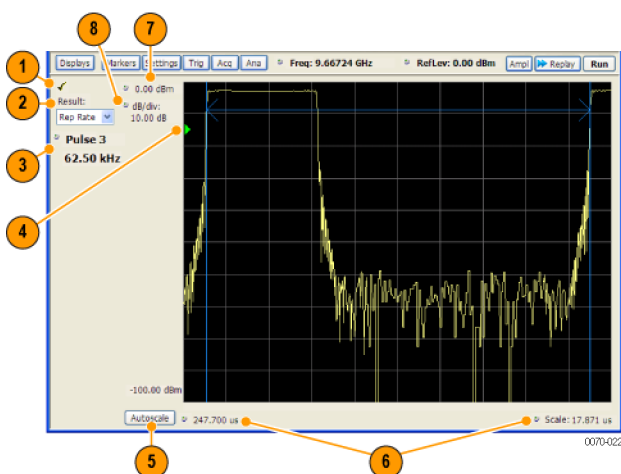 8
7
Displays Markers Settings Trig Acq Ana Freq: 9.66724 GHz RefLev: 0.00 dBm Ampl Replay Run
1
0.00 dBm
2
Result:
dB/div:
10.00 dB
Rep Rate
3
Pulse 3
62.50 kHz
4
-100.00 dBm
Autoscale 247.700 us Scale: 17.871 us
0070-022
5
6